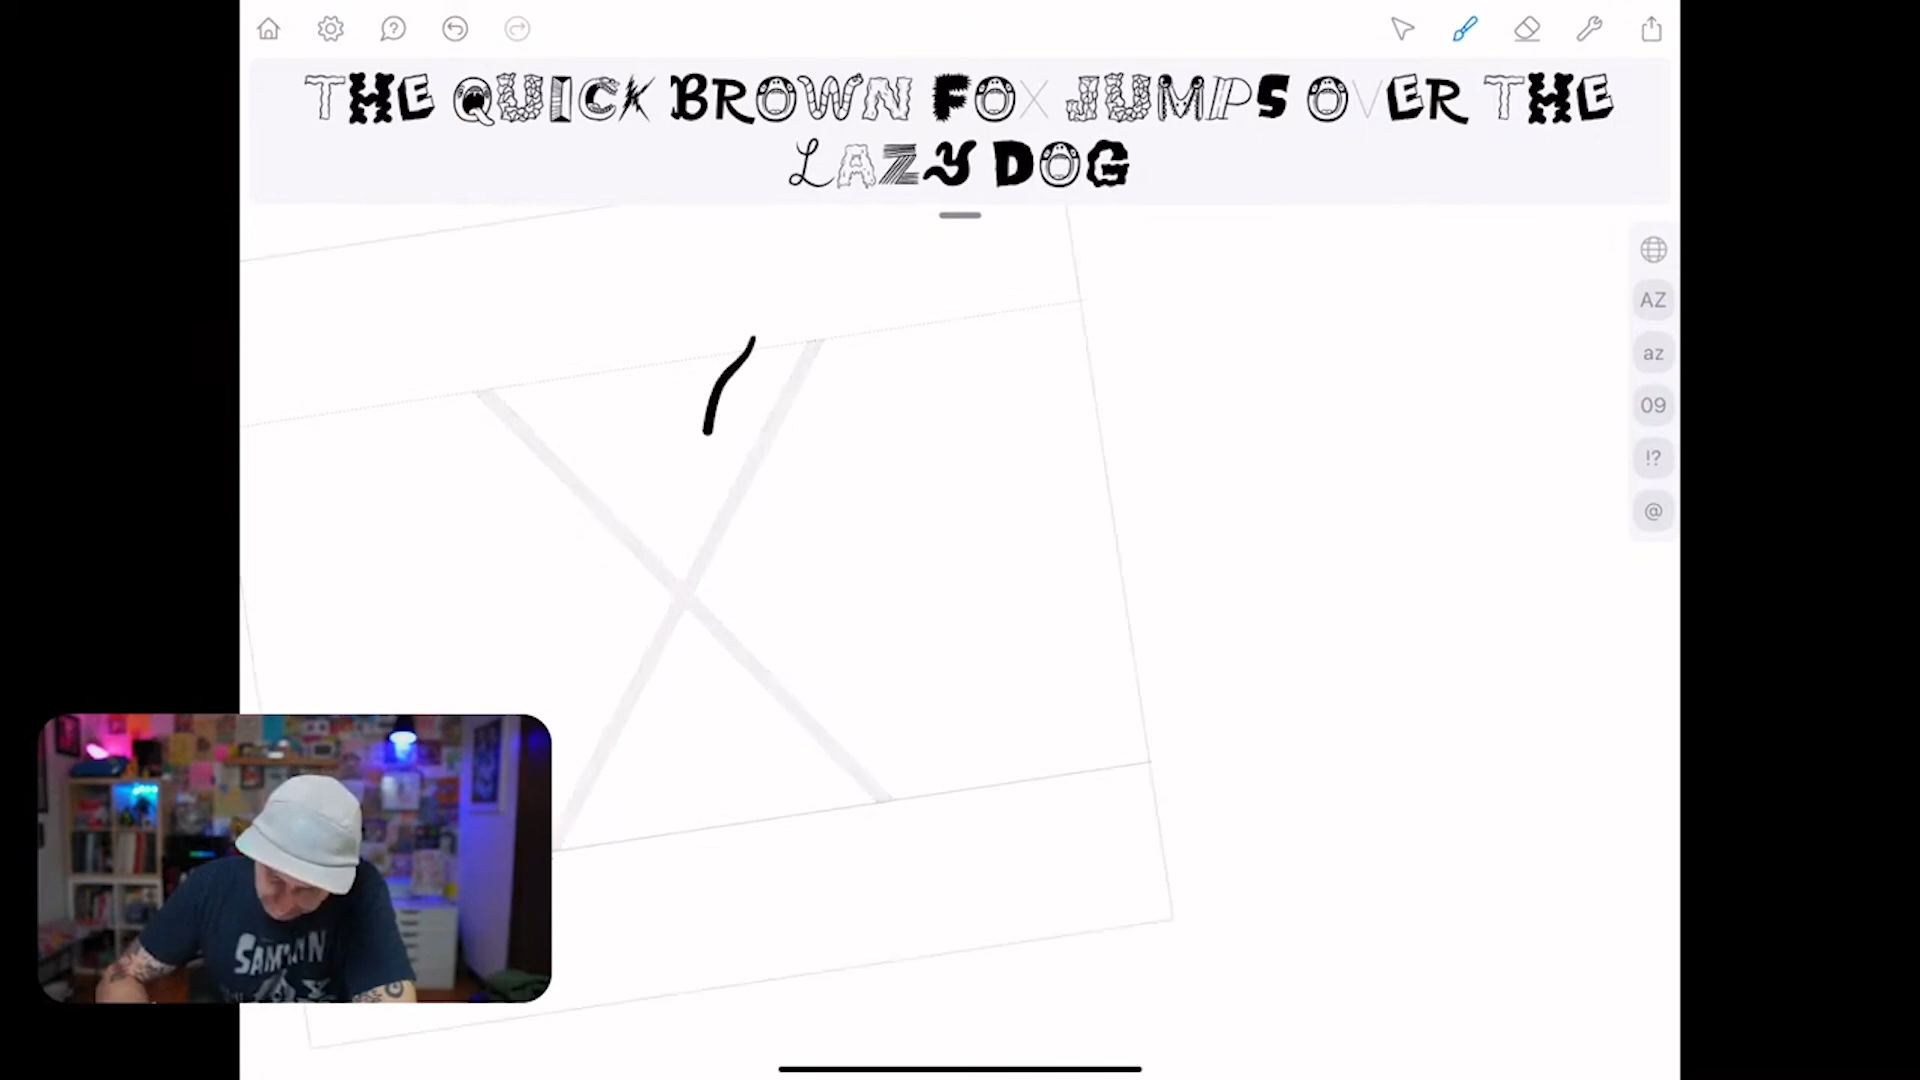 THE QUICK BROWN FOX JUMPS OVER THE
LAZY DOG
AZ
az
09
!?
@